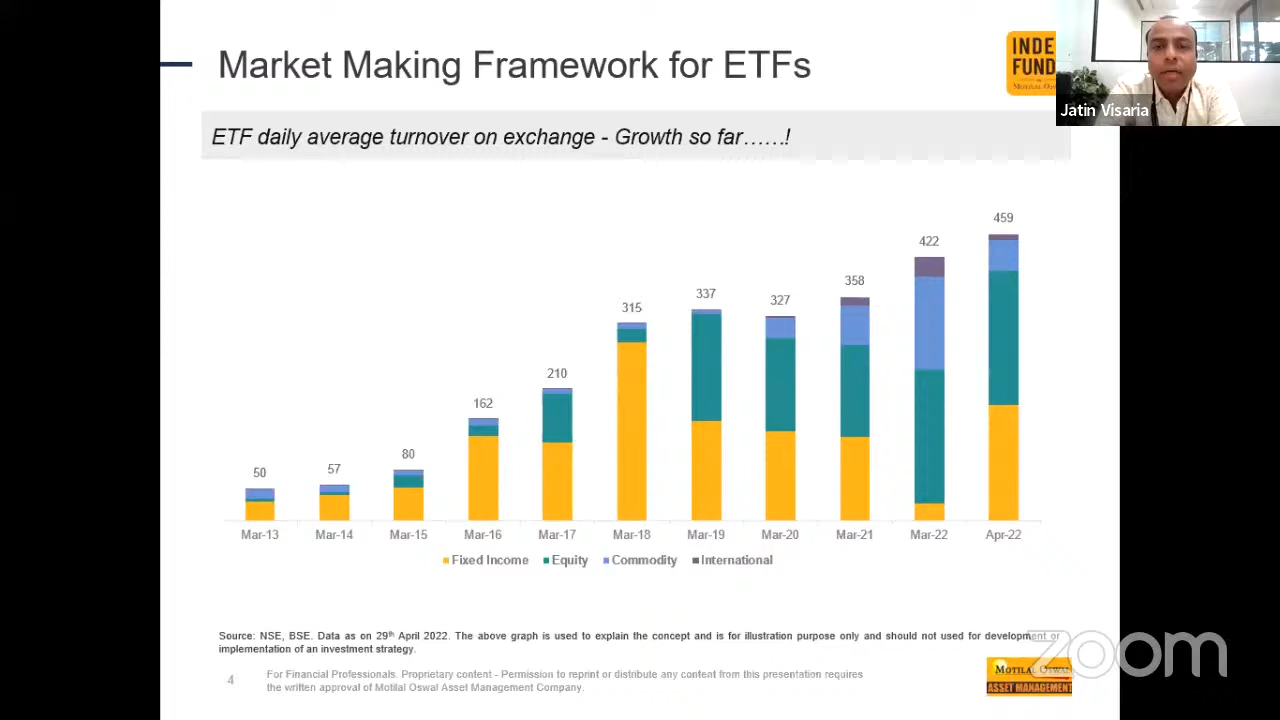 Market Making Framework for ETFs
INDE
FUND
Jatin Visaria
ETF daily average turnover on exchange - Growth so far……!
50
57
80
162
210
315
337
327
358
422
459
Mar-13 Mar-14 Mar-15 Mar-16 Mar-17 Mar-18 Mar-19 Mar-20 Mar-21 Mar-22 Apr-22
Fixed Income Equity Commodity International
Source: NSE, BSE. Data as on 29th April 2022. The above graph is used to explain the concept and is for illustration purpose only and should not used for development or
implementation of an investment strategy.
4
For Financial Professionals. Proprietary content - Permission to reprint or distribute any content from this presentation requires
the written approval of Motilal Oswal Asset Management Company.
MOTILAL OSWAL
ASSET MANAGEMENT
zoom